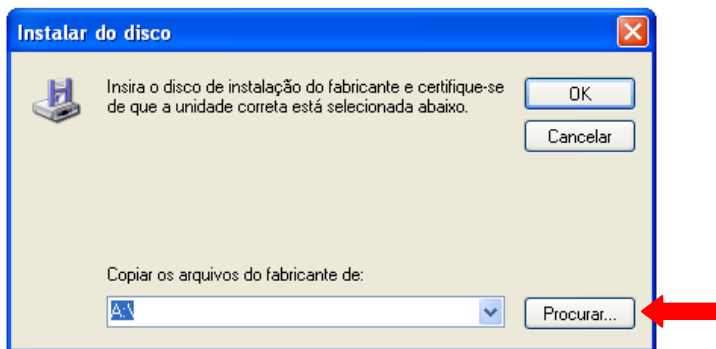 Instalar do disco
Insira o disco de instalação do fabricante e certifique-se
de que a unidade correta está selecionada abaixo.
OK
Cancelar
Copiar os arquivos do fabricante de:
A:\
Procurar...